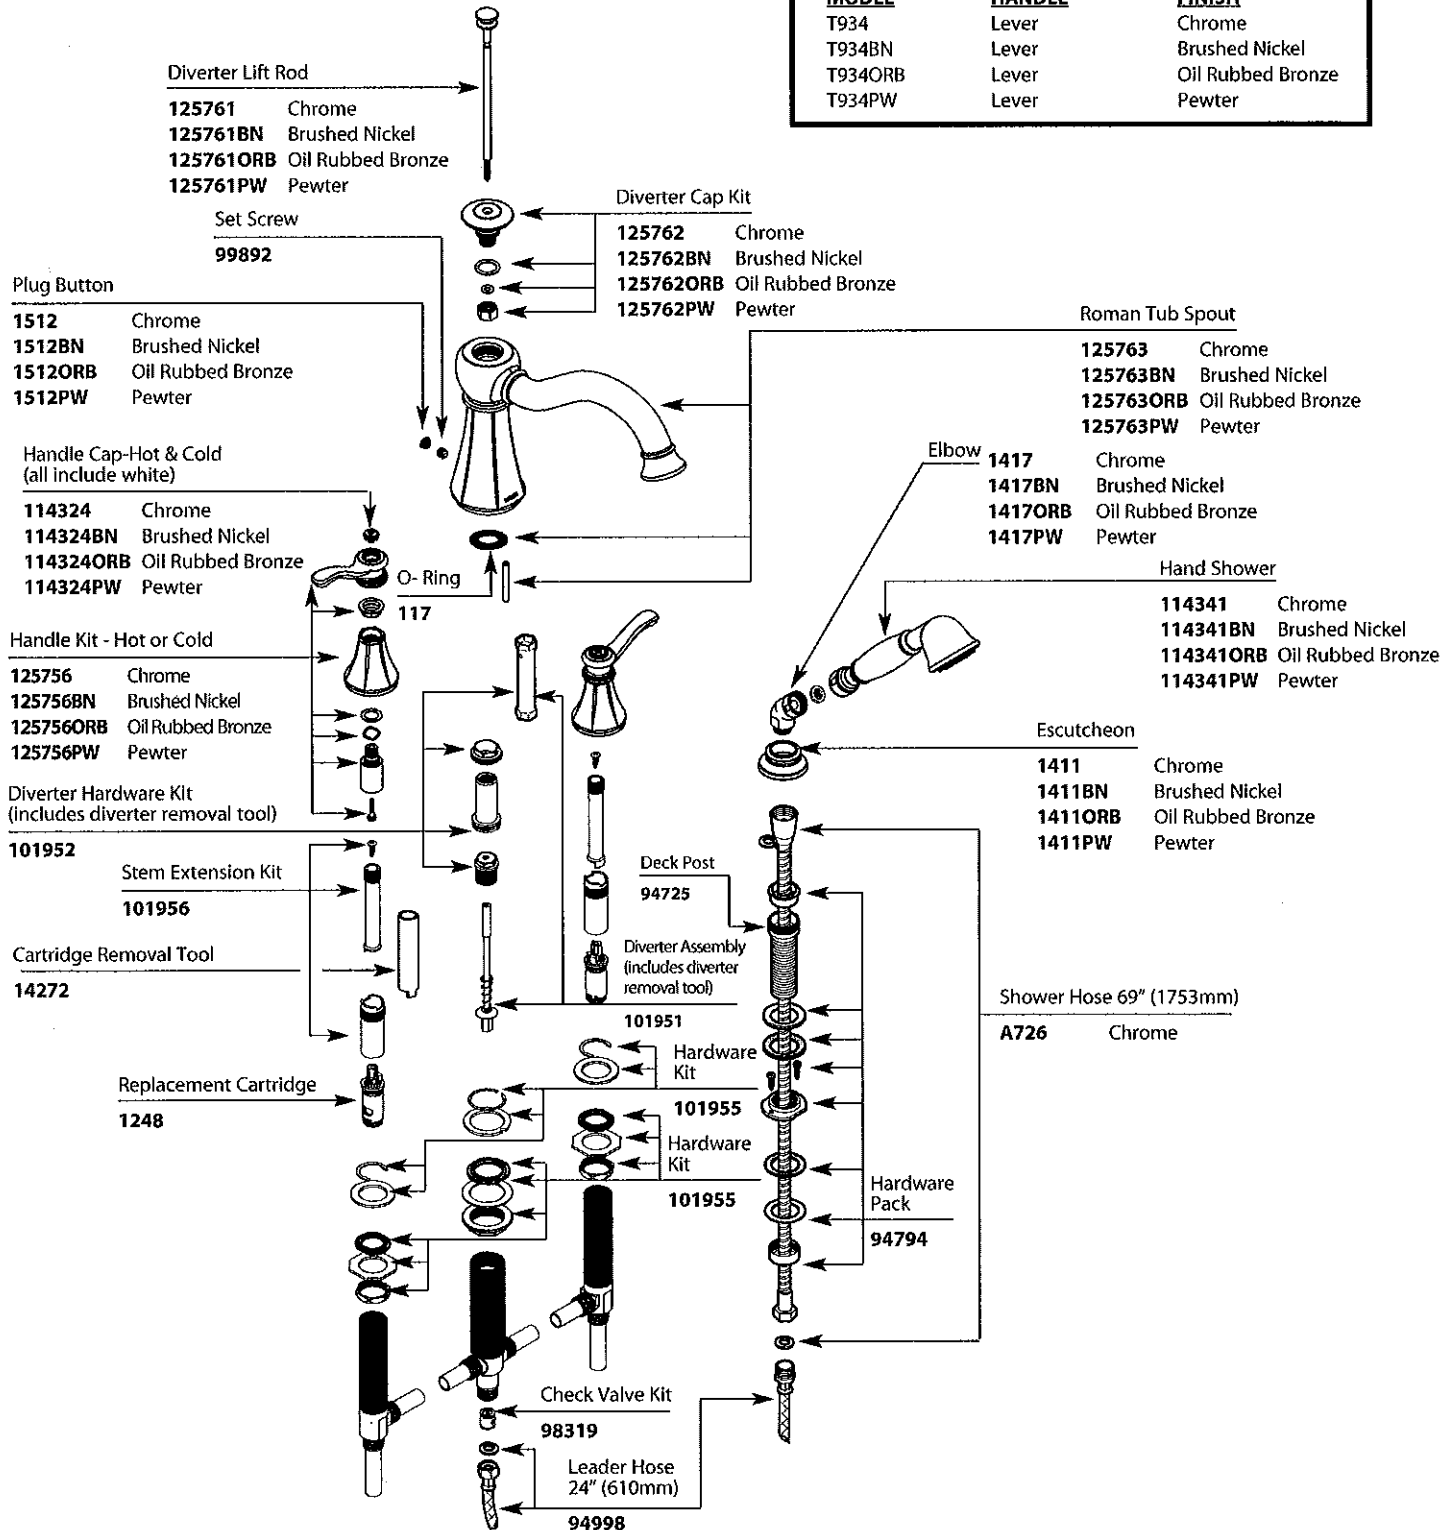 MODEL HANDLE FINISH
T934 Lever Chrome
T934BN Lever Brushed Nickel
T934ORB Lever Oil Rubbed Bronze
T934PW Lever Pewter
Diverter Lift Rod
125761 Chrome
125761BN Brushed Nickel
125761ORB Oil Rubbed Bronze
125761PW Pewter
Set Screw
99892
Diverter Cap Kit
125762 Chrome
125762BN Brushed Nickel
125762ORB Oil Rubbed Bronze
125762PW Pewter
Plug Button
1512 Chrome
1512BN Brushed Nickel
1512ORB Oil Rubbed Bronze
1512PW Pewter
Roman Tub Spout
125763 Chrome
125763BN Brushed Nickel
125763ORB Oil Rubbed Bronze
125763PW Pewter
Handle Cap-Hot & Cold
(all include white)
114324 Chrome
114324BN Brushed Nickel
114324ORB Oil Rubbed Bronze
114324PW Pewter
Elbow
1417 Chrome
1417BN Brushed Nickel
1417ORB Oil Rubbed Bronze
1417PW Pewter
O- Ring
117
Hand Shower
114341 Chrome
114341BN Brushed Nickel
114341ORB Oil Rubbed Bronze
114341PW Pewter
Handle Kit - Hot or Cold
125756 Chrome
125756BN Brushed Nickel
125756ORB Oil Rubbed Bronze
125756PW Pewter
Escutcheon
1411 Chrome
1411BN Brushed Nickel
1411ORB Oil Rubbed Bronze
1411PW Pewter
Diverter Hardware Kit
(includes diverter removal tool)
101952
Stem Extension Kit
101956
Deck Post
94725
Cartridge Removal Tool
14272
Diverter Assembly
(includes diverter
removal tool)
101951
Shower Hose 69" (1753mm)
A726 Chrome
Replacement Cartridge
1248
Hardware
Kit
101955
Hardware
Kit
101955
Hardware
Pack
94794
Check Valve Kit
98319
Leader Hose
24" (610mm)
94998